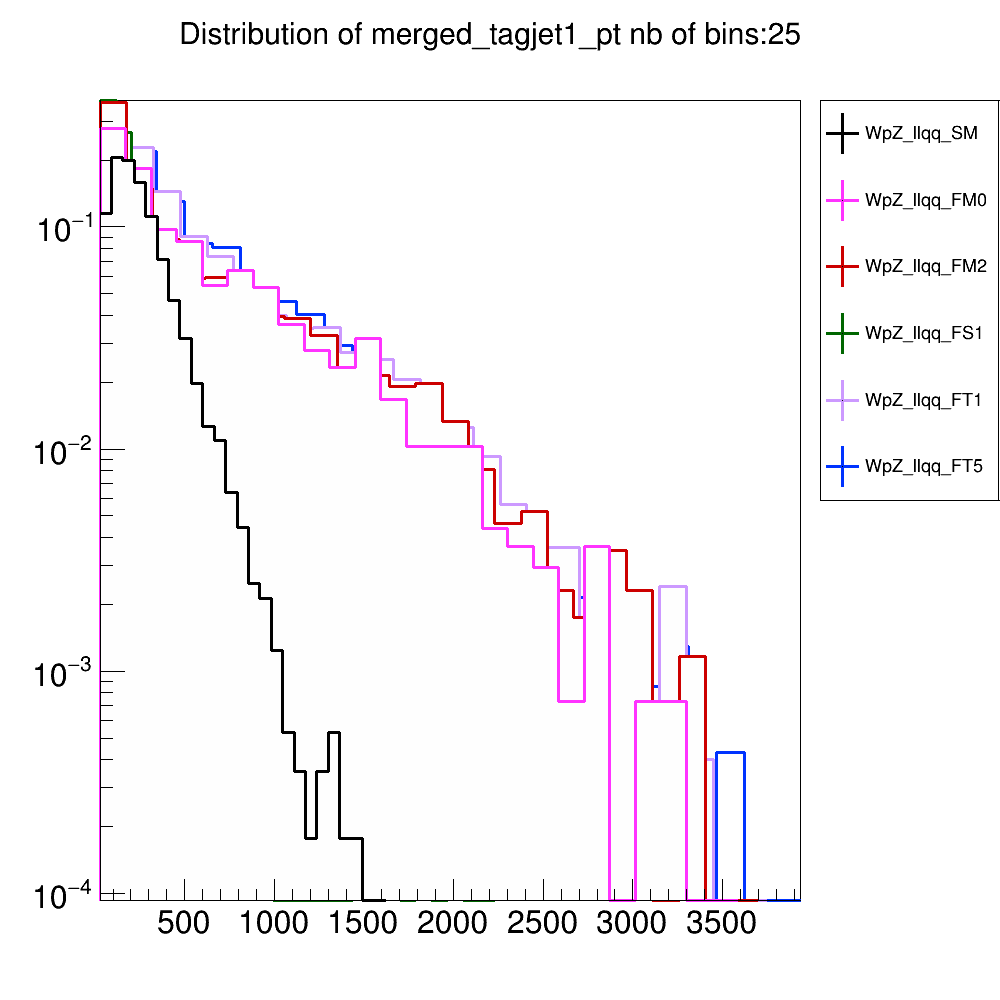 Distribution of merged_tagjet1_pt nb of bins:25
WpZ_llqq_SM
WpZ_llqq_FM0
WpZ_llqq_FM2
WpZ_llqq_FS1
WpZ_llqq_FT1
WpZ_llqq_FT5
10⁻¹
10⁻²
10⁻³
10⁻⁴
500 1000 1500 2000 2500 3000 3500